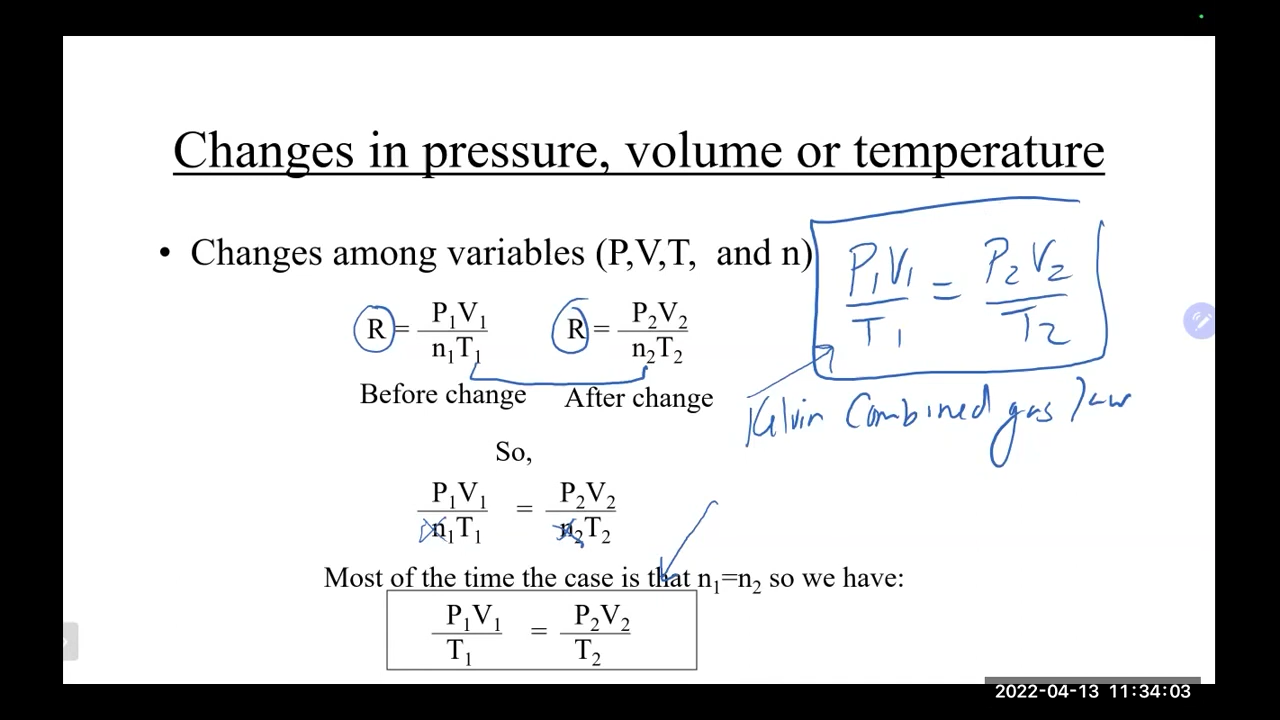 Changes in pressure, volume or temperature
• Changes among variables (P,V,T, and n)
R = P₁V₁ / n₁T₁    R = P₂V₂ / n₂T₂
Before change    After change
P₁V₁ / T₁ = P₂V₂ / T₂
Kelvin Combined gas law
So,
P₁V₁ / n₁T₁ = P₂V₂ / n₂T₂
Most of the time the case is that n₁=n₂ so we have:
P₁V₁ / T₁ = P₂V₂ / T₂
2022-04-13 11:34:03